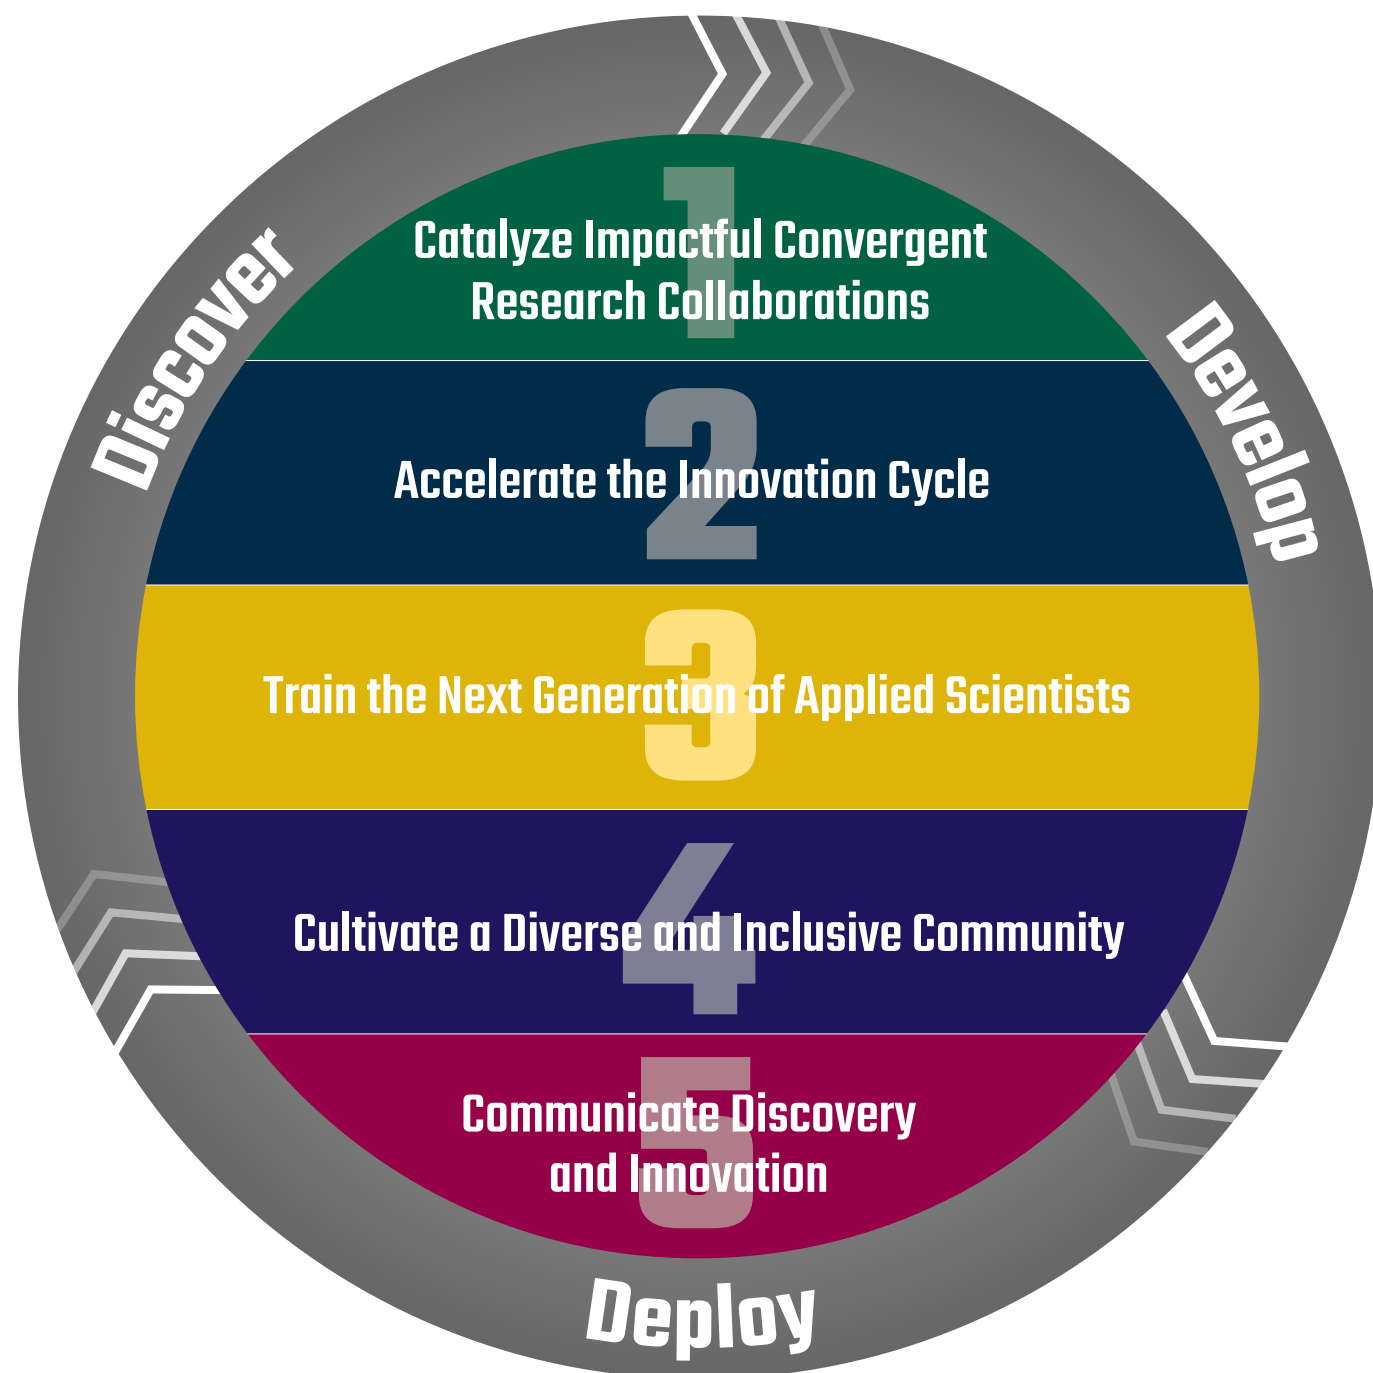 Discover
Develop
1
Catalyze Impactful Convergent
Research Collaborations
2
Accelerate the Innovation Cycle
3
Train the Next Generation of Applied Scientists
4
Cultivate a Diverse and Inclusive Community
5
Communicate Discovery
and Innovation
Deploy